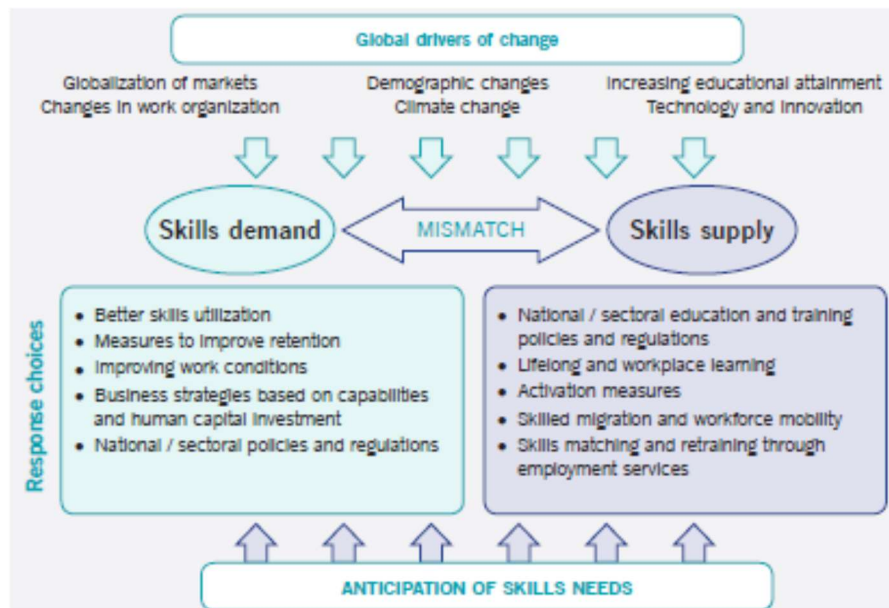 Global drivers of change
Globalization of markets
Changes in work organization
Demographic changes
Climate change
Increasing educational attainment
Technology and innovation
Skills demand
MISMATCH
Skills supply
Response choices
• Better skills utilization
• Measures to improve retention
• Improving work conditions
• Business strategies based on capabilities
and human capital investment
• National / sectoral policies and regulations
• National / sectoral education and training
policies and regulations
• Lifelong and workplace learning
• Activation measures
• Skilled migration and workforce mobility
• Skills matching and retraining through
employment services
ANTICIPATION OF SKILLS NEEDS